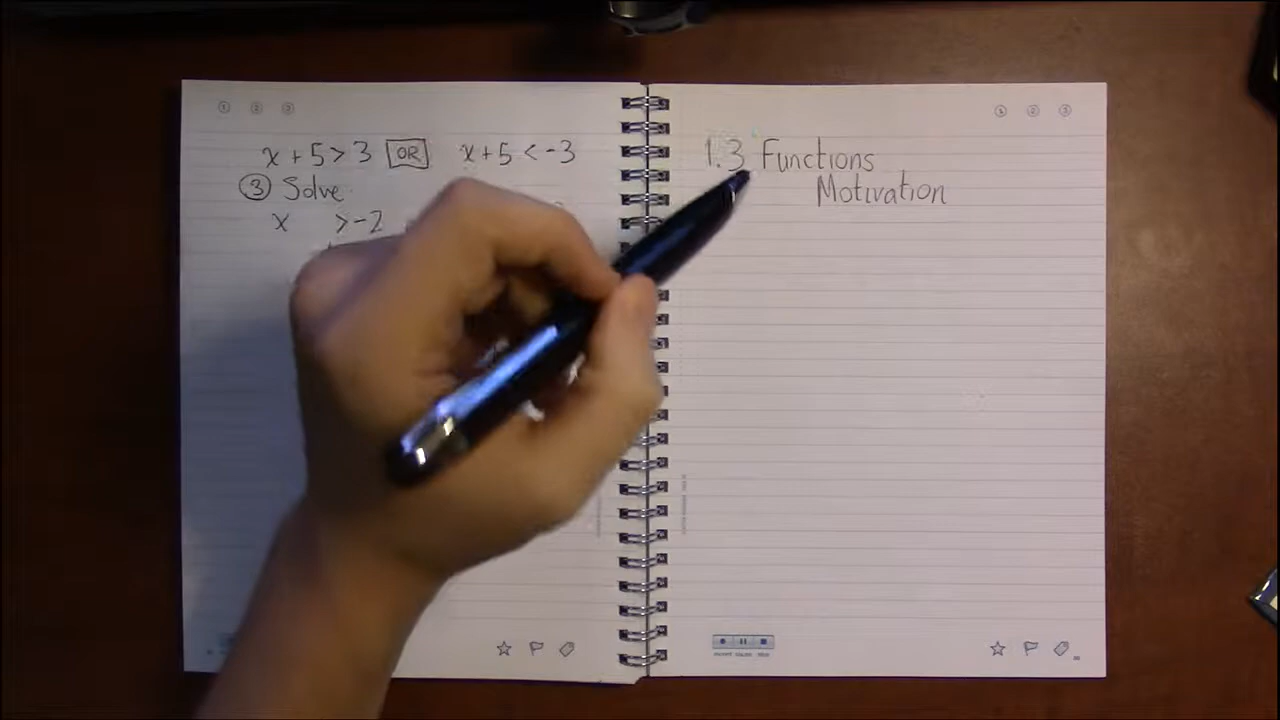 x + 5 > 3 OR x + 5 < -3
3 Solve
x > -2
1.3 Functions
Motivation